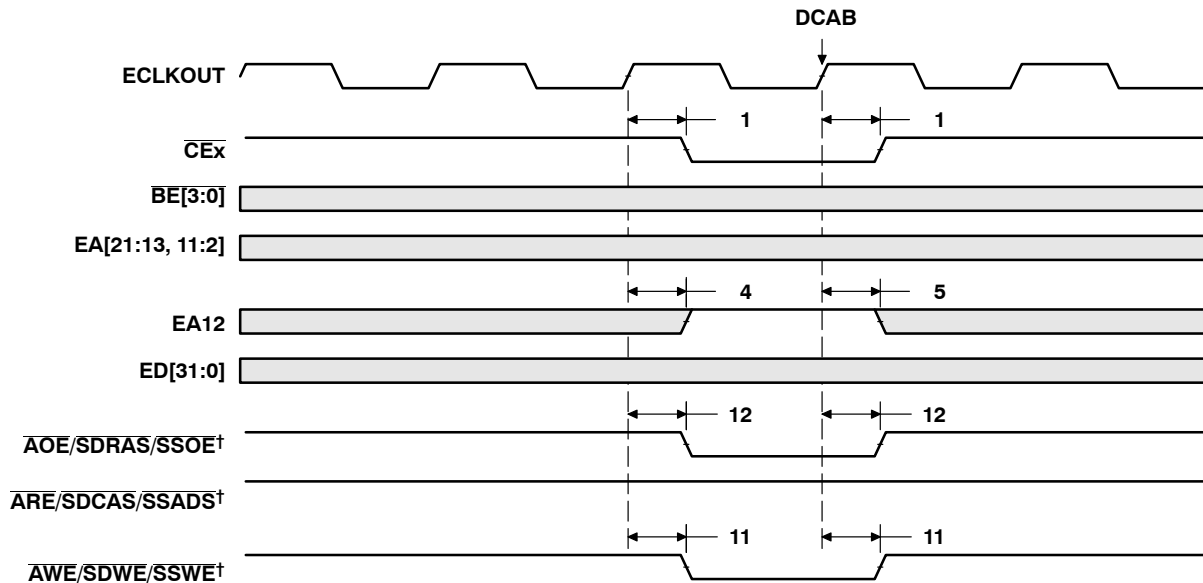 DCAB
ECLKOUT
1 1
CEx
BE[3:0]
EA[21:13, 11:2]
4 5
EA12
ED[31:0]
12 12
AOE/SDRAS/SSOE†
ARE/SDCAS/SSADS†
11 11
AWE/SDWE/SSWE†